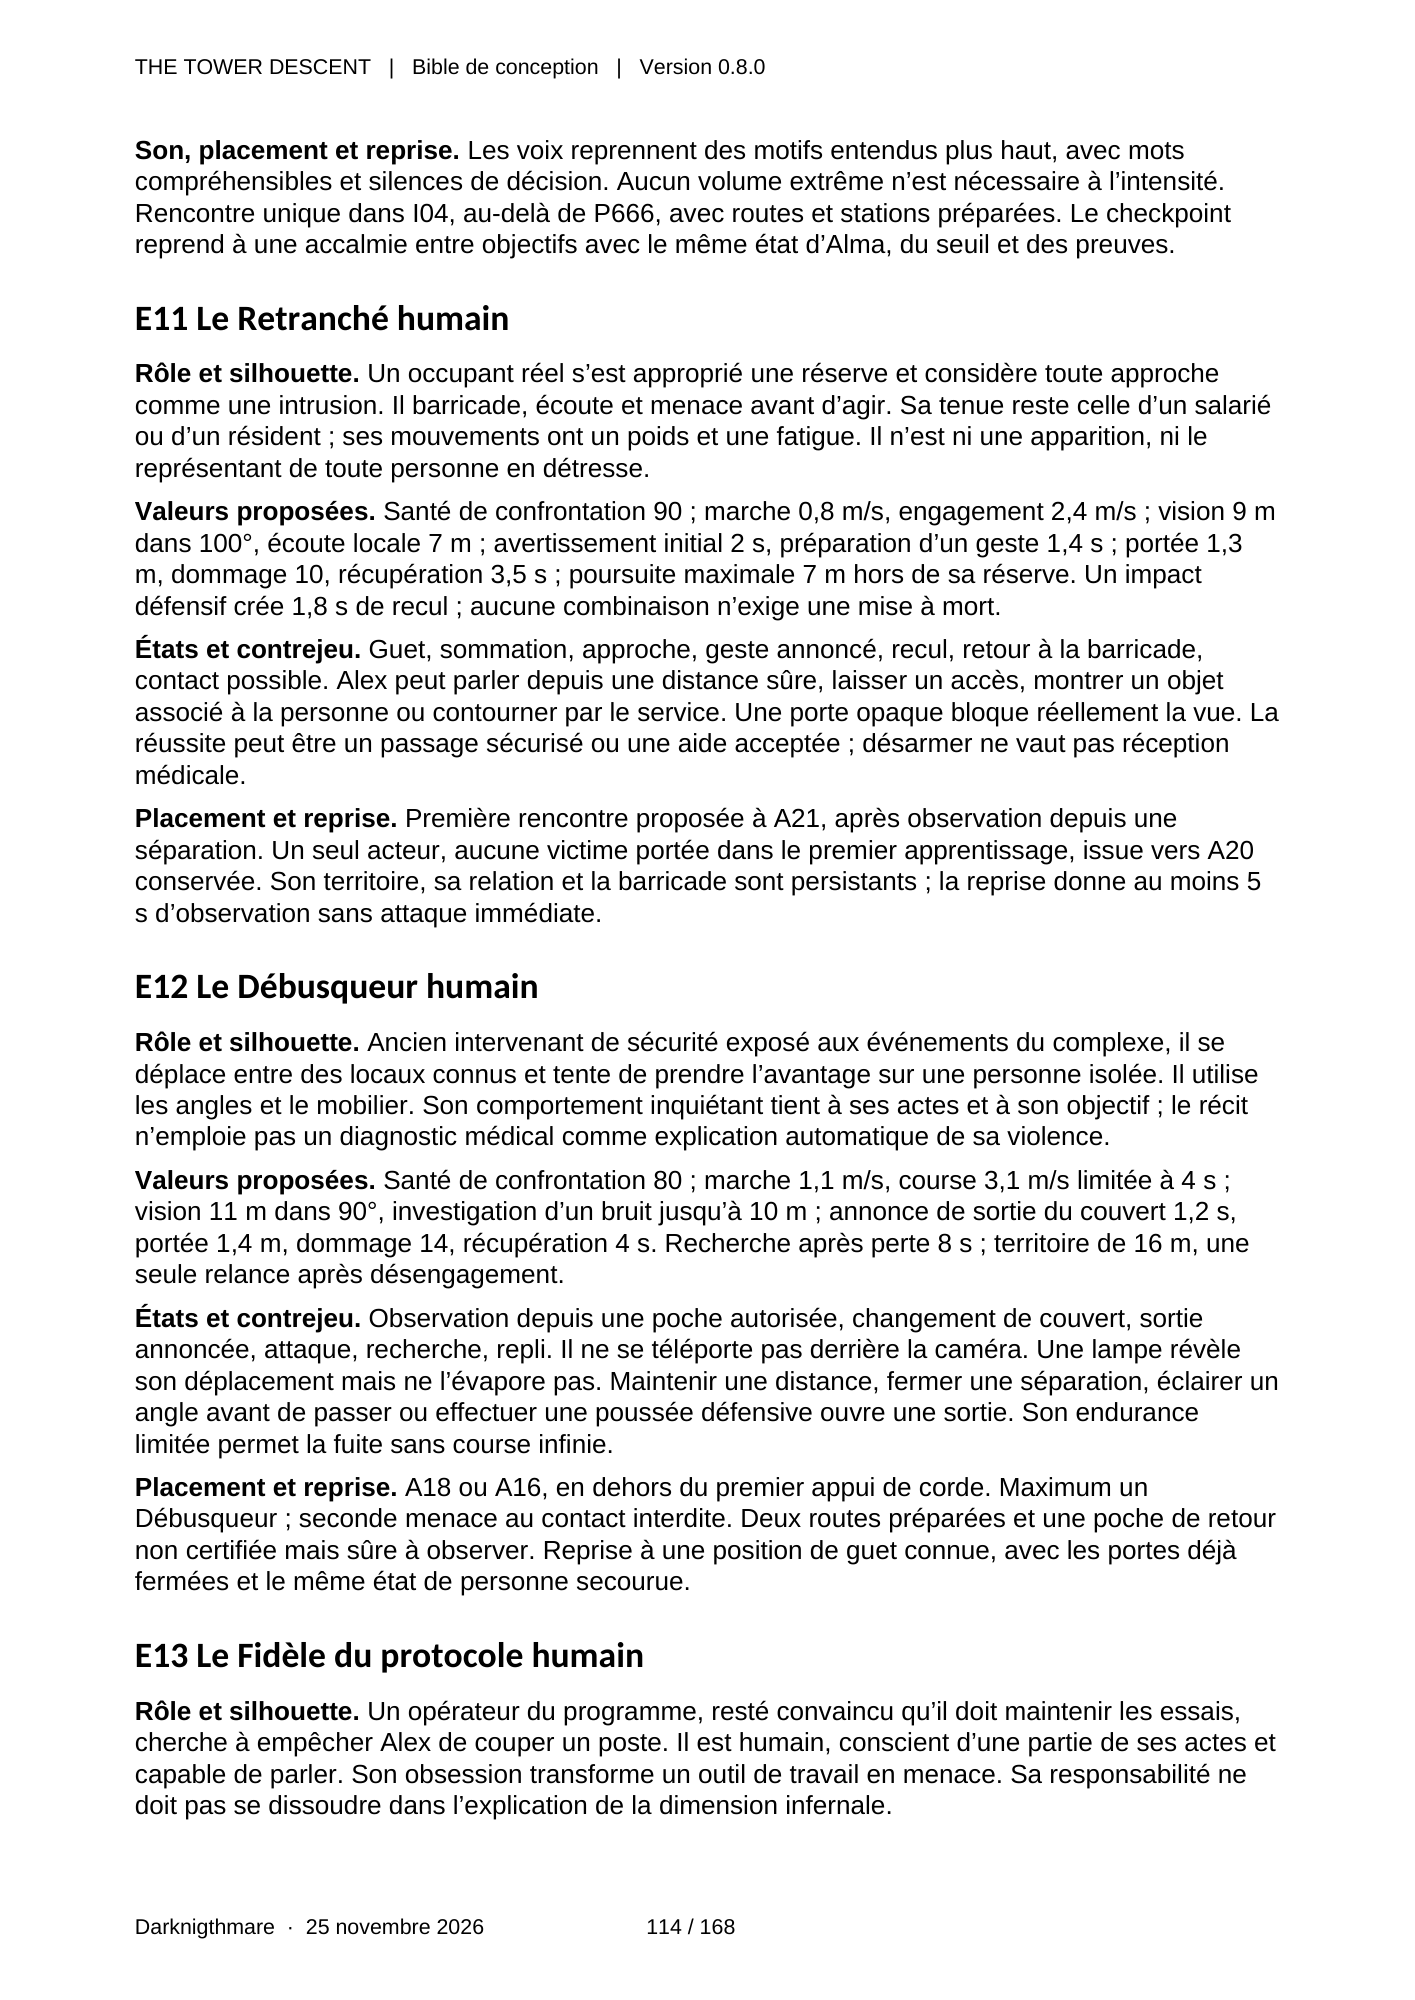 THE TOWER DESCENT | Bible de conception | Version 0.8.0
Son, placement et reprise. Les voix reprennent des motifs entendus plus haut, avec mots
compréhensibles et silences de décision. Aucun volume extrême n’est nécessaire à l’intensité.
Rencontre unique dans I04, au-delà de P666, avec routes et stations préparées. Le checkpoint
reprend à une accalmie entre objectifs avec le même état d’Alma, du seuil et des preuves.
E11 Le Retranché humain
Rôle et silhouette. Un occupant réel s’est approprié une réserve et considère toute approche
comme une intrusion. Il barricade, écoute et menace avant d’agir. Sa tenue reste celle d’un salarié
ou d’un résident ; ses mouvements ont un poids et une fatigue. Il n’est ni une apparition, ni le
représentant de toute personne en détresse.
Valeurs proposées. Santé de confrontation 90 ; marche 0,8 m/s, engagement 2,4 m/s ; vision 9 m
dans 100°, écoute locale 7 m ; avertissement initial 2 s, préparation d’un geste 1,4 s ; portée 1,3
m, dommage 10, récupération 3,5 s ; poursuite maximale 7 m hors de sa réserve. Un impact
défensif crée 1,8 s de recul ; aucune combinaison n’exige une mise à mort.
États et contrejeu. Guet, sommation, approche, geste annoncé, recul, retour à la barricade,
contact possible. Alex peut parler depuis une distance sûre, laisser un accès, montrer un objet
associé à la personne ou contourner par le service. Une porte opaque bloque réellement la vue. La
réussite peut être un passage sécurisé ou une aide acceptée ; désarmer ne vaut pas réception
médicale.
Placement et reprise. Première rencontre proposée à A21, après observation depuis une
séparation. Un seul acteur, aucune victime portée dans le premier apprentissage, issue vers A20
conservée. Son territoire, sa relation et la barricade sont persistants ; la reprise donne au moins 5
s d’observation sans attaque immédiate.
E12 Le Débusqueur humain
Rôle et silhouette. Ancien intervenant de sécurité exposé aux événements du complexe, il se
déplace entre des locaux connus et tente de prendre l’avantage sur une personne isolée. Il utilise
les angles et le mobilier. Son comportement inquiétant tient à ses actes et à son objectif ; le récit
n’emploie pas un diagnostic médical comme explication automatique de sa violence.
Valeurs proposées. Santé de confrontation 80 ; marche 1,1 m/s, course 3,1 m/s limitée à 4 s ;
vision 11 m dans 90°, investigation d’un bruit jusqu’à 10 m ; annonce de sortie du couvert 1,2 s,
portée 1,4 m, dommage 14, récupération 4 s. Recherche après perte 8 s ; territoire de 16 m, une
seule relance après désengagement.
États et contrejeu. Observation depuis une poche autorisée, changement de couvert, sortie
annoncée, attaque, recherche, repli. Il ne se téléporte pas derrière la caméra. Une lampe révèle
son déplacement mais ne l’évapore pas. Maintenir une distance, fermer une séparation, éclairer un
angle avant de passer ou effectuer une poussée défensive ouvre une sortie. Son endurance
limitée permet la fuite sans course infinie.
Placement et reprise. A18 ou A16, en dehors du premier appui de corde. Maximum un
Débusqueur ; seconde menace au contact interdite. Deux routes préparées et une poche de retour
non certifiée mais sûre à observer. Reprise à une position de guet connue, avec les portes déjà
fermées et le même état de personne secourue.
E13 Le Fidèle du protocole humain
Rôle et silhouette. Un opérateur du programme, resté convaincu qu’il doit maintenir les essais,
cherche à empêcher Alex de couper un poste. Il est humain, conscient d’une partie de ses actes et
capable de parler. Son obsession transforme un outil de travail en menace. Sa responsabilité ne
doit pas se dissoudre dans l’explication de la dimension infernale.
Darknigthmare · 25 novembre 2026 114 / 168